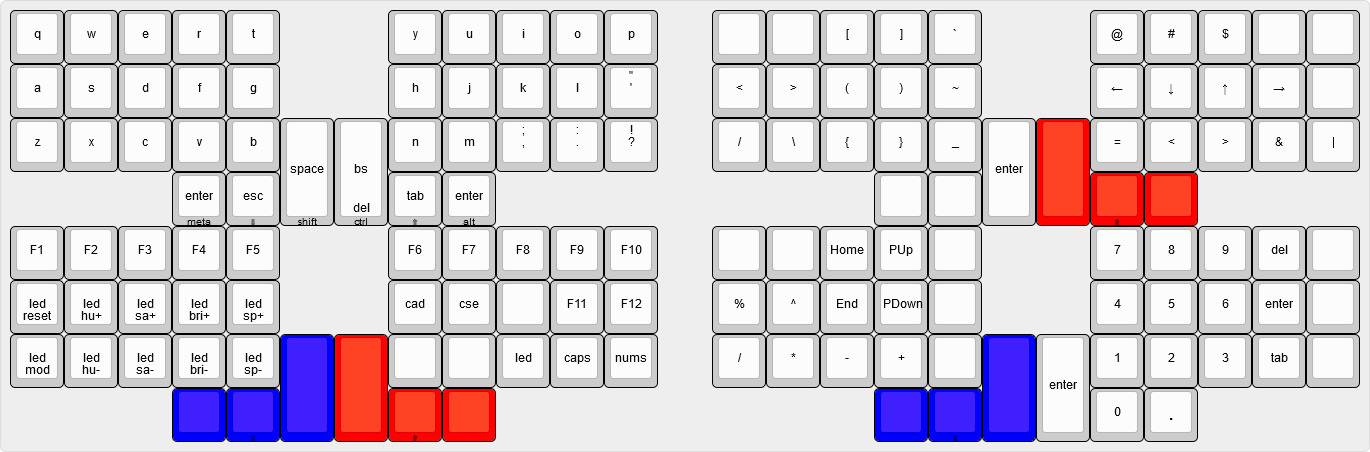 q w e r t y u i o p [ ] ` @ # $
a s d f g h j k l " ' < > ( ) ~ ← ↓ ↑ →
z x c v b n m ; , : . ! ? / \ { } _ = < > & |
space bs enter
enter esc tab enter
del
meta ⇓ shift ctrl ⇑ alt ⇑
F1 F2 F3 F4 F5 F6 F7 F8 F9 F10 Home PUp 7 8 9 del
led reset led hu+ led sa+ led bri+ led sp+ cad cse F11 F12 % ^ End PDown 4 5 6 enter
led mod led hu- led sa- led bri- led sp- led caps nums / * - + 1 2 3 tab
enter
0 .
⇓ ⇑ ⇓